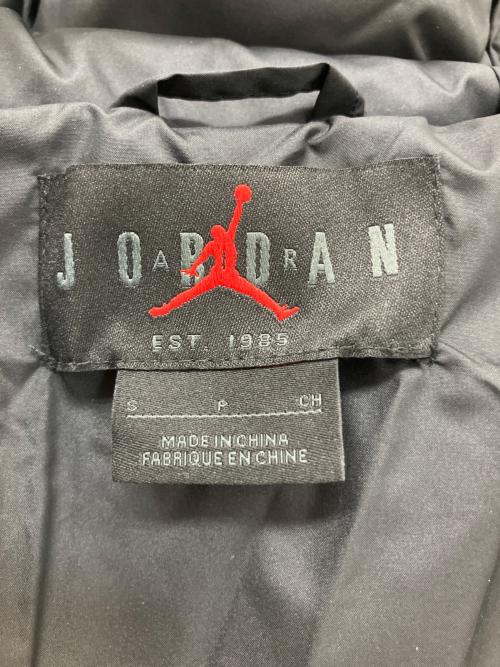 JORDAN
AIR
EST. 1985
S P CH
MADE IN CHINA
FABRIQUE EN CHINE